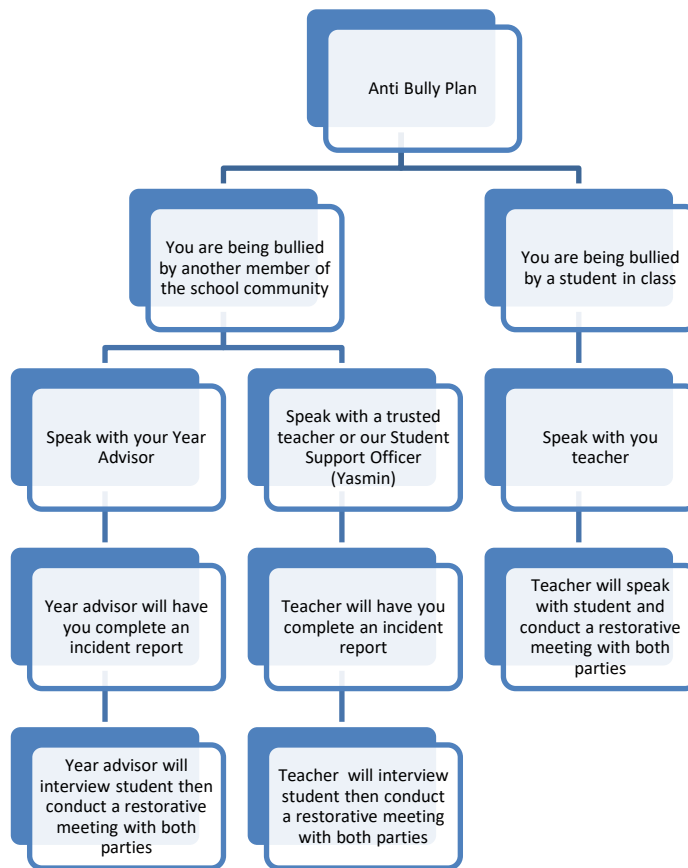 Anti Bully Plan
You are being bullied
by another member of
the school community
You are being bullied
by a student in class
Speak with your Year
Advisor
Speak with a trusted
teacher or our Student
Support Officer
(Yasmin)
Speak with you
teacher
Year advisor will have
you complete an
incident report
Teacher will have you
complete an incident
report
Teacher will speak
with student and
conduct a restorative
meeting with both
parties
Year advisor will
interview student then
conduct a restorative
meeting with both
parties
Teacher will interview
student then conduct
a restorative meeting
with both parties